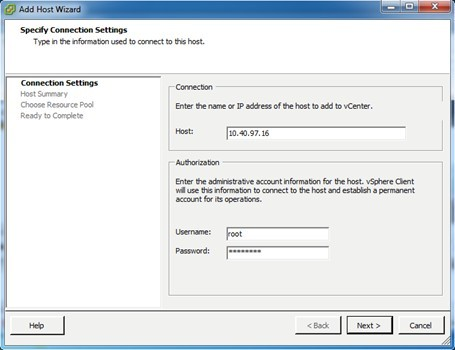 Add Host Wizard
Specify Connection Settings
Type in the information used to connect to this host.
Connection Settings
Host Summary
Choose Resource Pool
Ready to Complete
Connection
Enter the name or IP address of the host to add to vCenter.
Host:
10.40.97.16
Authorization
Enter the administrative account information for the host. vSphere Client
will use this information to connect to the host and establish a permanent
account for its operations.
Username:
root
Password:
********
Help
< Back
Next >
Cancel